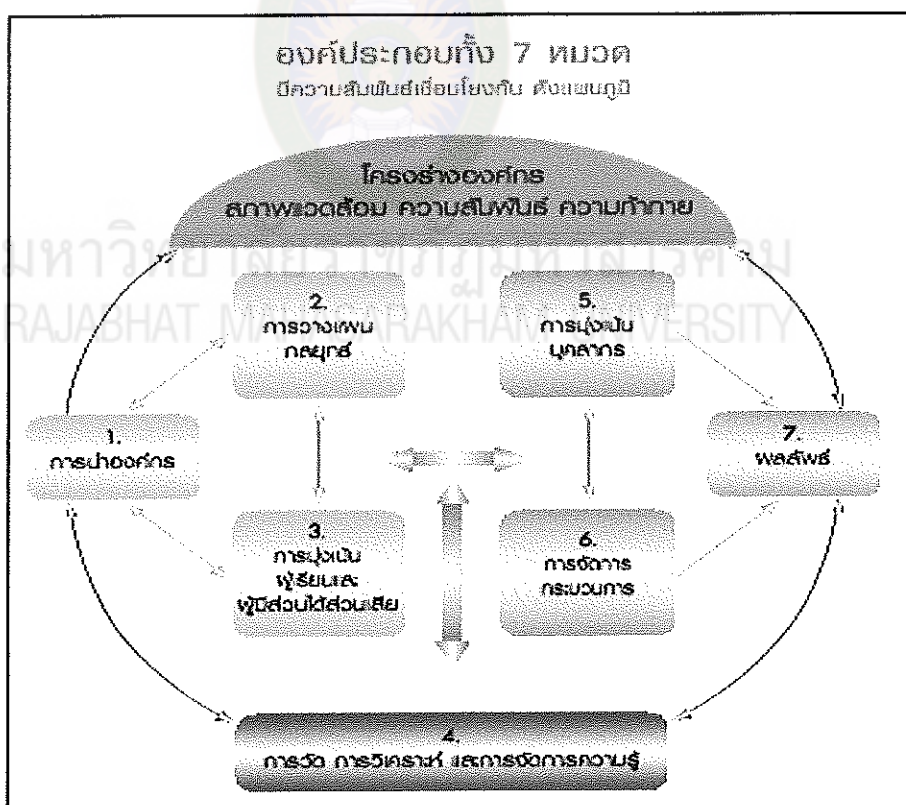 องค์ประกอบทั้ง 7 หมวด
มีความสัมพันธ์เชื่อมโยงกัน ดังแผนภูมิ
โครงร่างองค์กร
สภาพแวดล้อม ความสัมพันธ์ ความท้าทาย
มหาวิทยาลัยราชภัฏมหาสารคาม
RAJABHAT MAHASARAKHAM UNIVERSITY
2.
การวางแผน
กลยุทธ์
5.
การมุ่งเน้น
บุคลากร
1.
การนำองค์กร
7.
ผลลัพธ์
3.
การมุ่งเน้น
ผู้เรียนและ
ผู้มีส่วนได้ส่วนเสีย
6.
การจัดการ
กระบวนการ
4.
การวัด การวิเคราะห์ และการจัดการความรู้